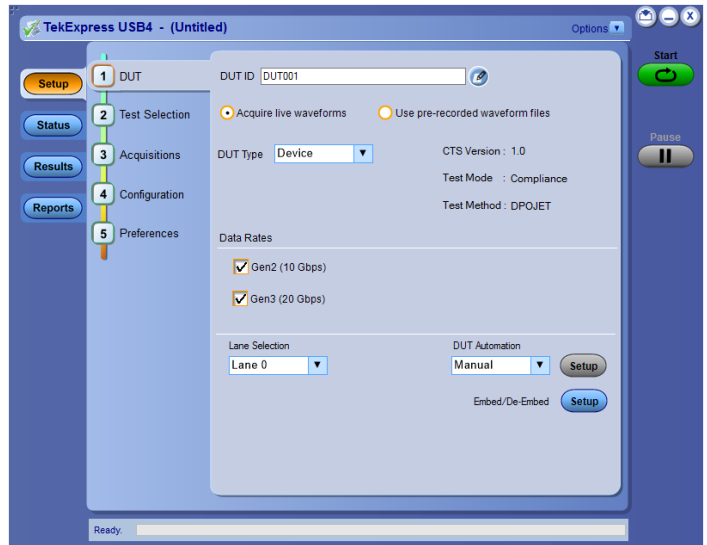 TekExpress USB4 - (Untitled)
Options
Start
Pause
Setup
Status
Results
Reports
1 DUT
2 Test Selection
3 Acquisitions
4 Configuration
5 Preferences
DUT ID DUT001
Acquire live waveforms
Use pre-recorded waveform files
DUT Type Device
CTS Version : 1.0
Test Mode : Compliance
Test Method : DPOJET
Data Rates
Gen2 (10 Gbps)
Gen3 (20 Gbps)
Lane Selection
Lane 0
DUT Automation
Manual
Setup
Embed/De-Embed Setup
Ready.